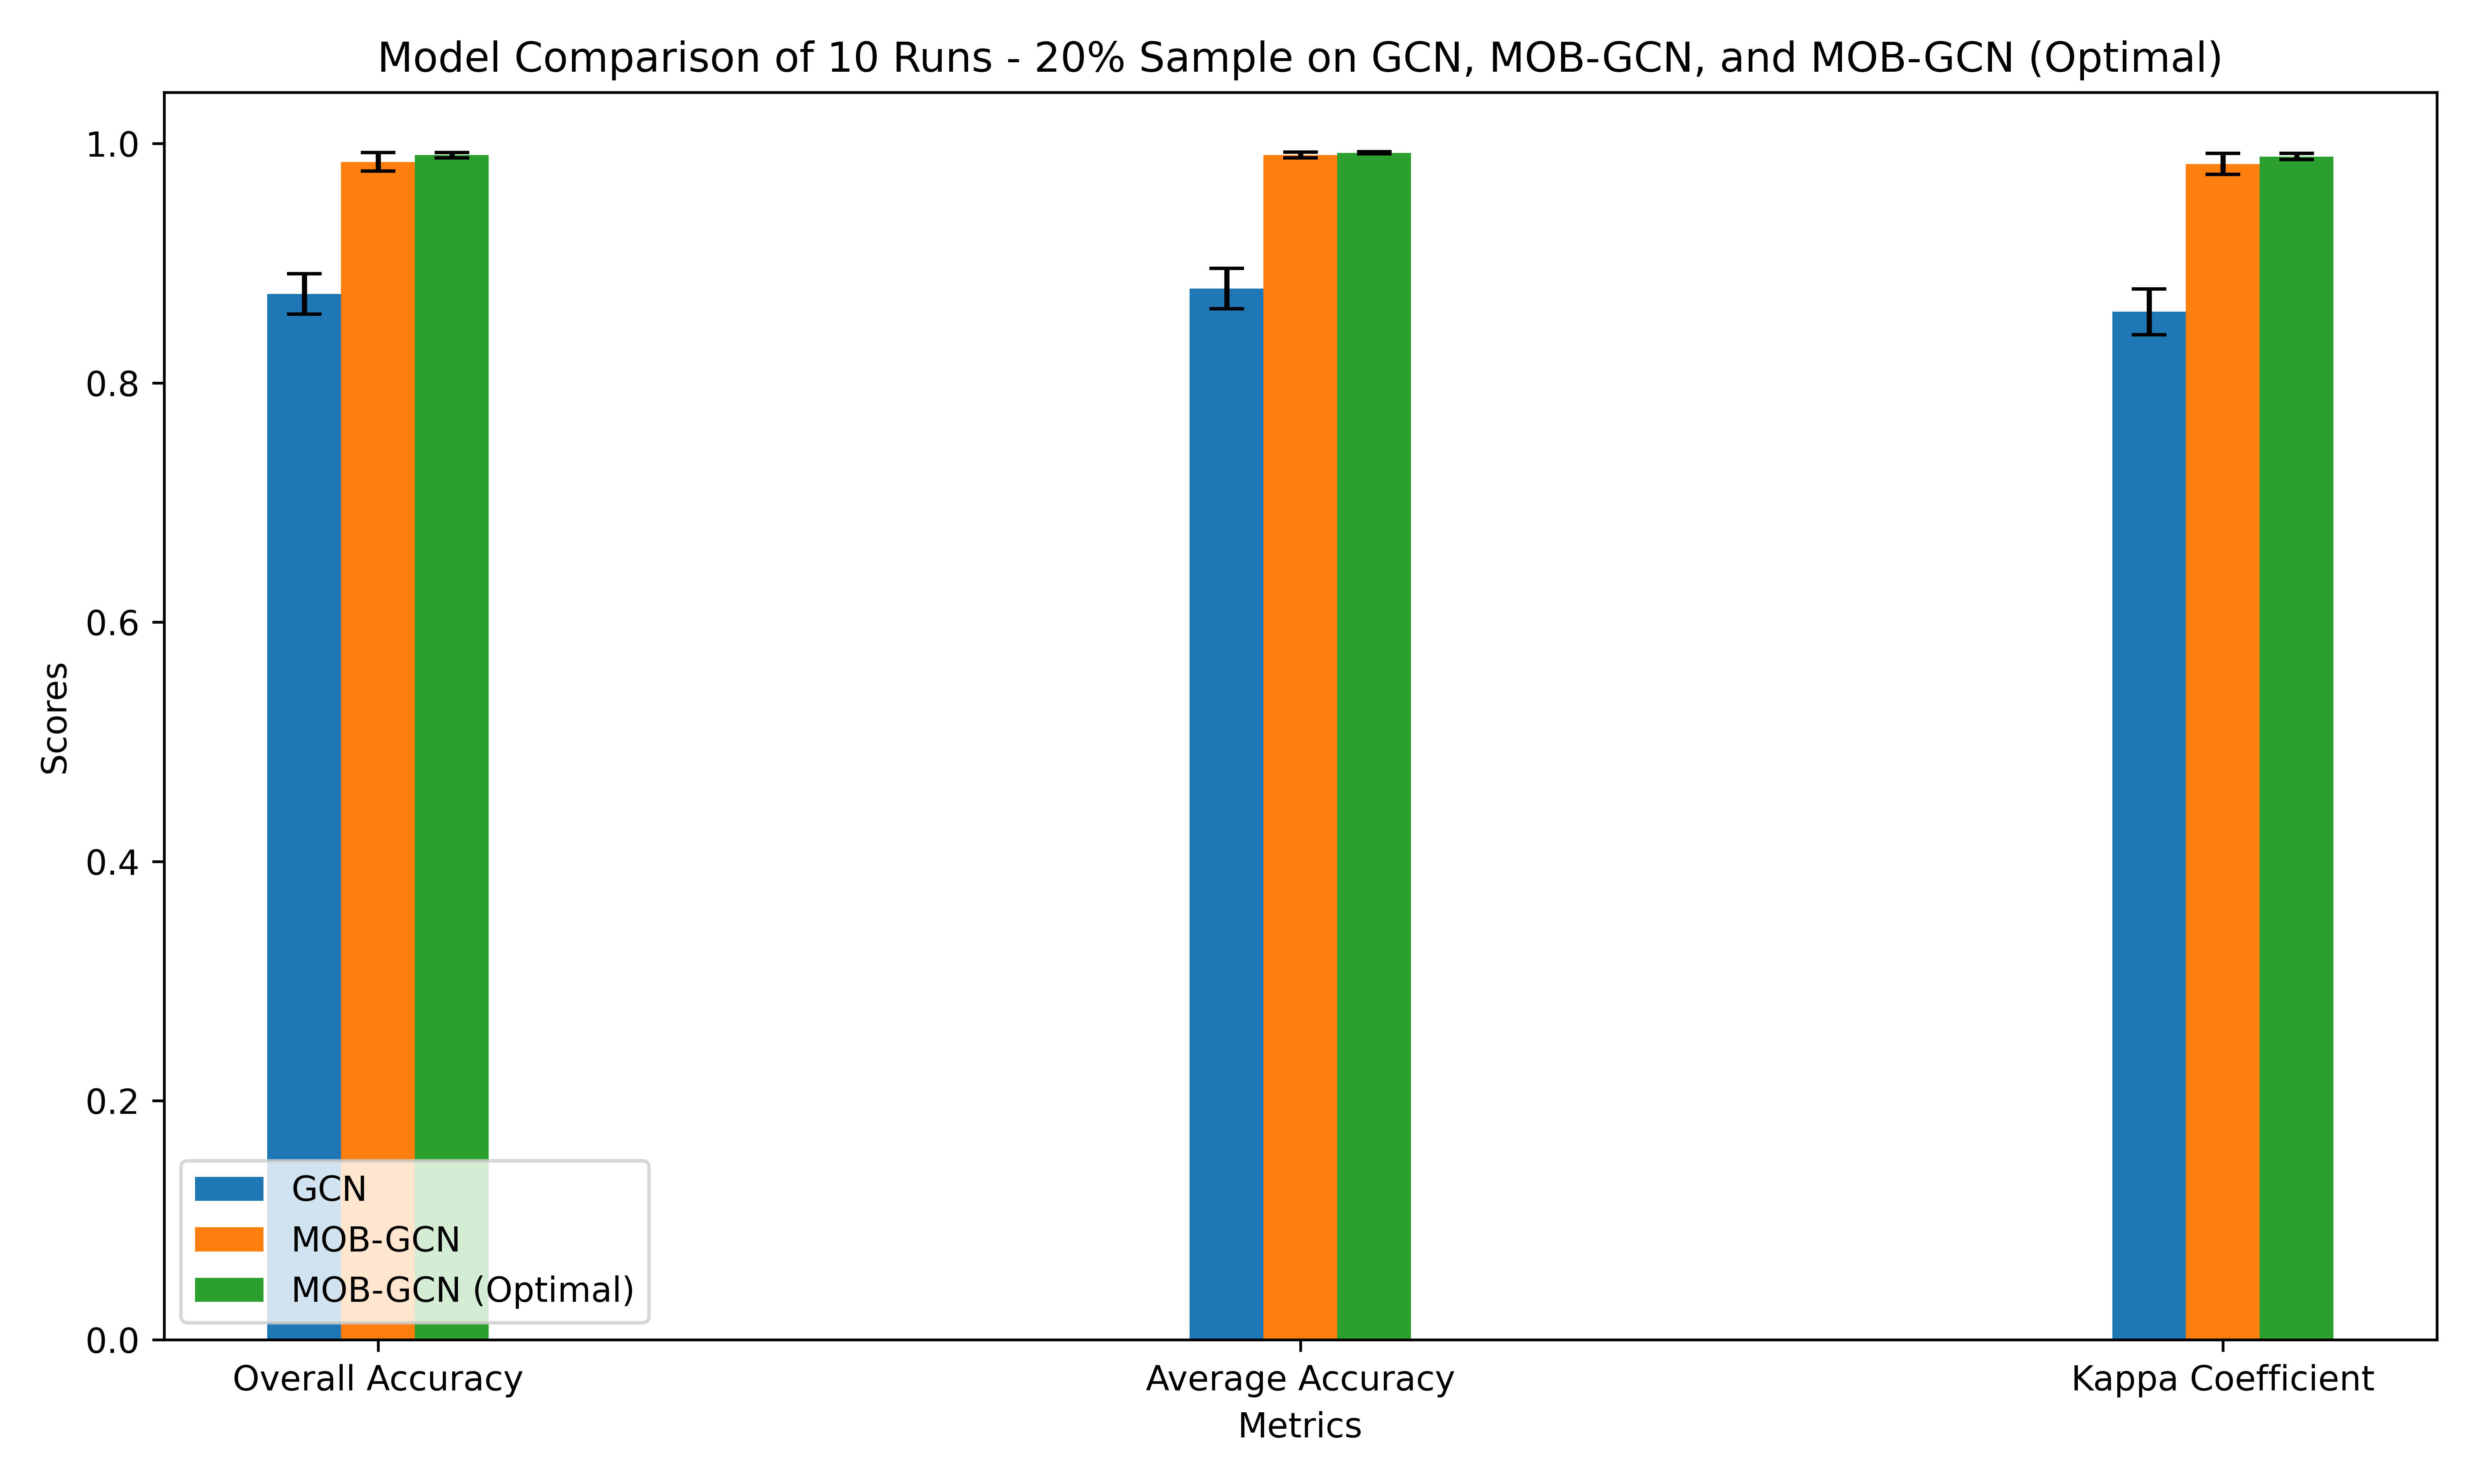 Model Comparison of 10 Runs - 20% Sample on GCN, MOB-GCN, and MOB-GCN (Optimal)
Scores
1.0
0.8
0.6
0.4
0.2
0.0
GCN
MOB-GCN
MOB-GCN (Optimal)
Overall Accuracy
Average Accuracy
Kappa Coefficient
Metrics